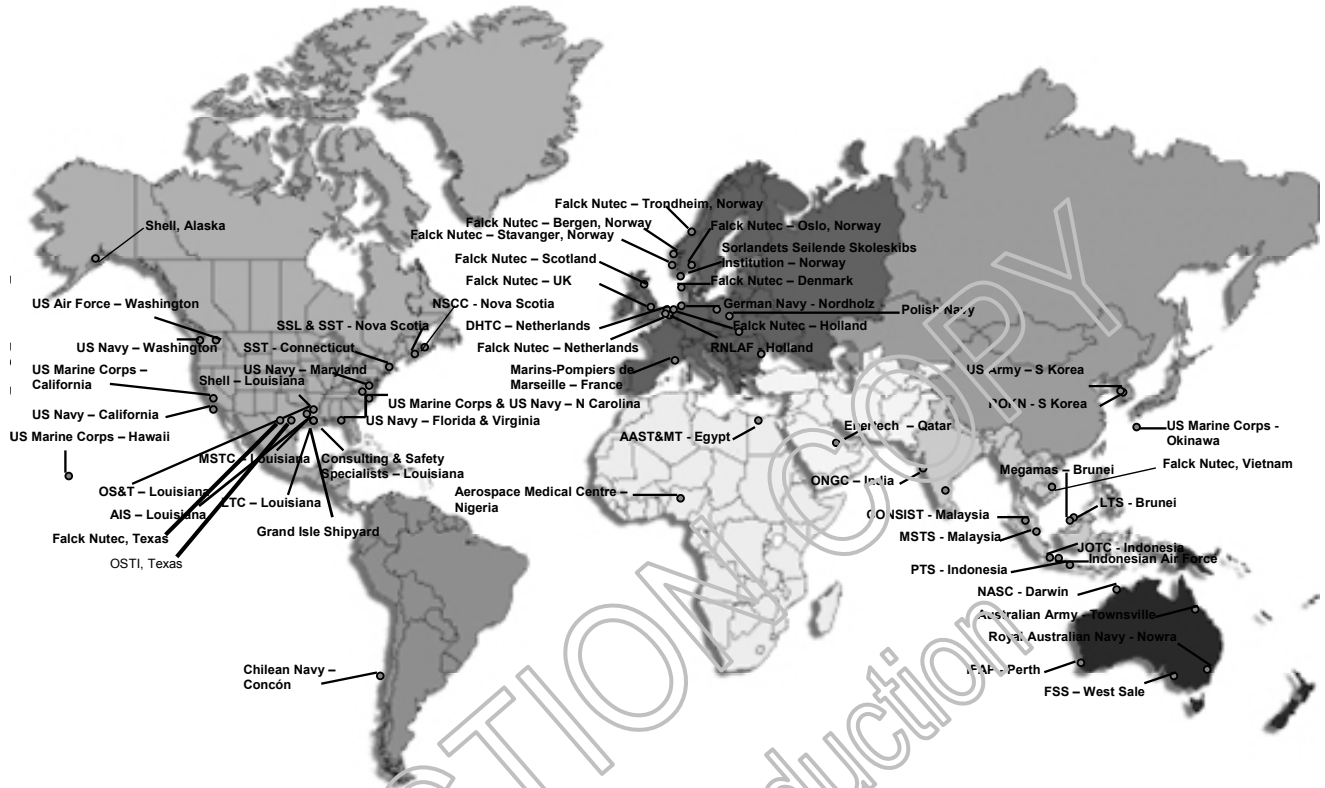 Falck Nutec – Trondheim, Norway
Falck Nutec – Bergen, Norway
Falck Nutec – Oslo, Norway
Shell, Alaska
Falck Nutec – Stavanger, Norway
Sorlandets Seilende Skoleskibs
Institution – Norway
Falck Nutec – Scotland
Falck Nutec – UK
Falck Nutec – Denmark
US Air Force – Washington
NSCC - Nova Scotia
German Navy - Nordholz
Polish Navy
SSL & SST - Nova Scotia
DHTC – Netherlands
Falck Nutec – Holland
US Navy – Washington
SST - Connecticut
Falck Nutec – Netherlands
RNLAF - Holland
US Marine Corps –
California
US Navy – Maryland
Shell – Louisiana
Marins-Pompiers de
Marseille – France
US Army – S Korea
ROKN - S Korea
US Marine Corps & US Navy – N Carolina
US Navy – California
US Navy – Florida & Virginia
US Marine Corps – Hawaii
AAST&MT - Egypt
– Qatar
US Marine Corps -
Okinawa
MSTC – Louisiana
Consulting & Safety
Specialists – Louisiana
Megamas – Brunei
Falck Nutec, Vietnam
ONGC – India
OS&T – Louisiana
LTC – Louisiana
Aerospace Medical Centre –
Nigeria
LTS - Brunei
AIS – Louisiana
CONSIST - Malaysia
Grand Isle Shipyard
MSTS - Malaysia
Falck Nutec, Texas
JOTC - Indonesia
Indonesian Air Force
OSTI, Texas
PTS - Indonesia
NASC - Darwin
Australian Army - Townsville
Royal Australian Navy - Nowra
Chilean Navy –
Concón
- Perth
FSS – West Sale
COPY